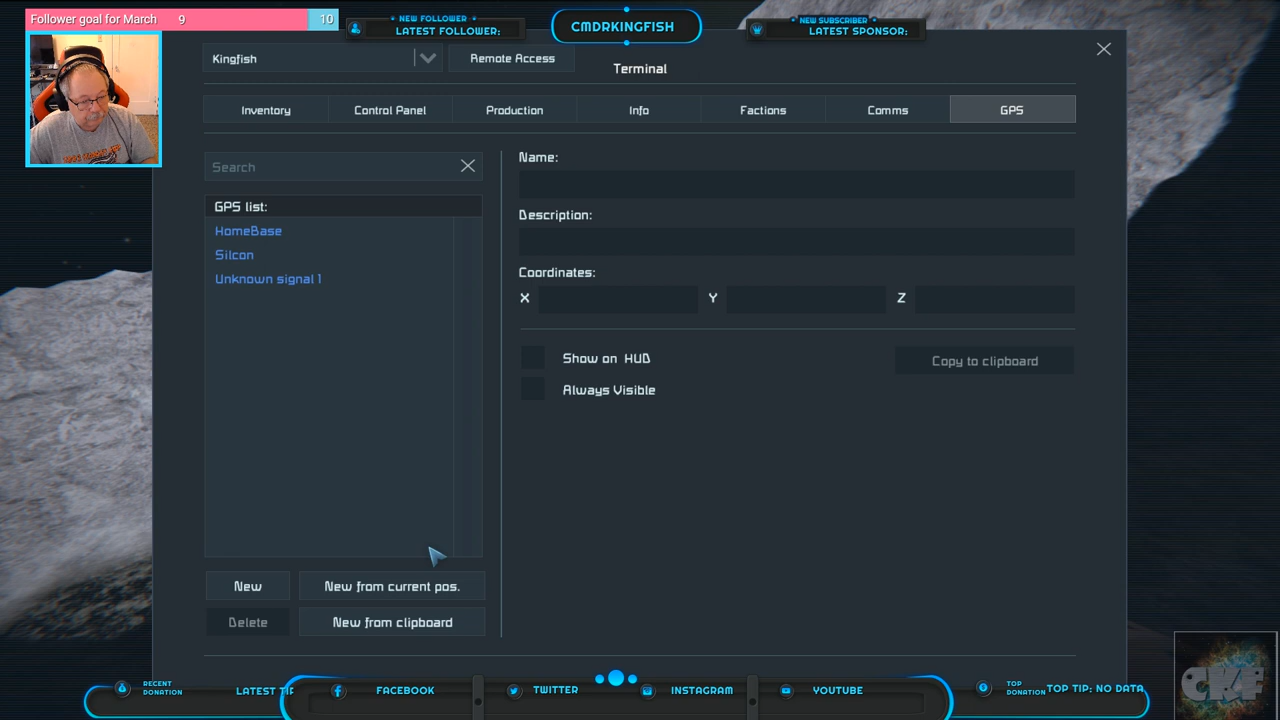 Follower goal for March 9 10
NEW FOLLOWER
LATEST FOLLOWER:
CMDRKINGFISH
NEW SUBSCRIBER
LATEST SPONSOR:
Kingfish
Remote Access
Terminal
Inventory
Control Panel
Production
Info
Factions
Comms
GPS
Search
GPS list:
HomeBase
Silcon
Unknown signal 1
New
New from current pos.
Delete
New from clipboard
Name:
Description:
Coordinates:
X
Y
Z
Show on HUD
Always Visible
Copy to clipboard
RECENT
DONATION
LATEST TIP
FACEBOOK
TWITTER
INSTAGRAM
YOUTUBE
TOP
DONATION
TOP TIP: NO DATA
CKF